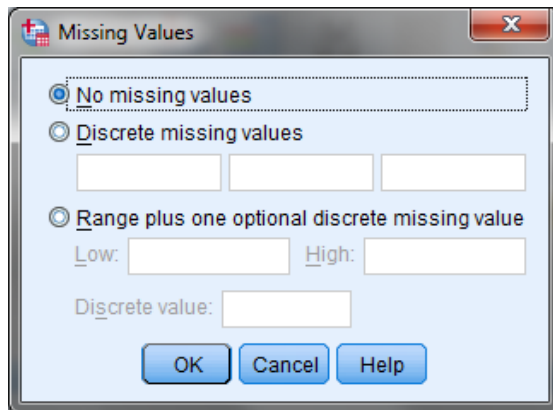 Missing Values
No missing values
Discrete missing values
Range plus one optional discrete missing value
Low: High:
Discrete value:
OK Cancel Help